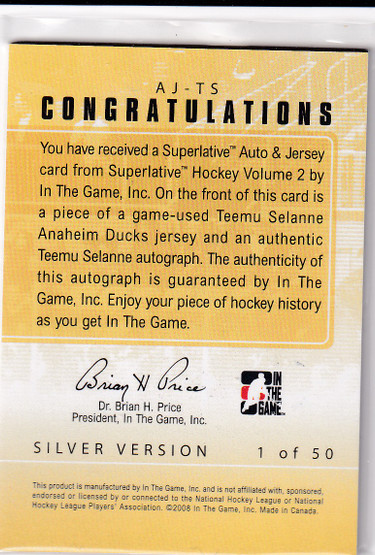 AJ-TS
CONGRATULATIONS
You have received a Superlative™ Auto & Jersey
card from Superlative™ Hockey Volume 2 by
In The Game, Inc. On the front of this card is
a piece of a game-used Teemu Selanne
Anaheim Ducks jersey and an authentic
Teemu Selanne autograph. The authenticity of
this autograph is guaranteed by In The
Game, Inc. Enjoy your piece of hockey history
as you get In The Game.
Brian H Price
Dr. Brian H. Price
President, In The Game, Inc.
IN
THE
GAME
SILVER VERSION 1 of 50
This product is manufactured by In The Game, Inc. and is not affiliated with, sponsored,
endorsed or licensed by or connected to the National Hockey League or National
Hockey League Players' Association. ©2008 In The Game, Inc. Made in Canada.